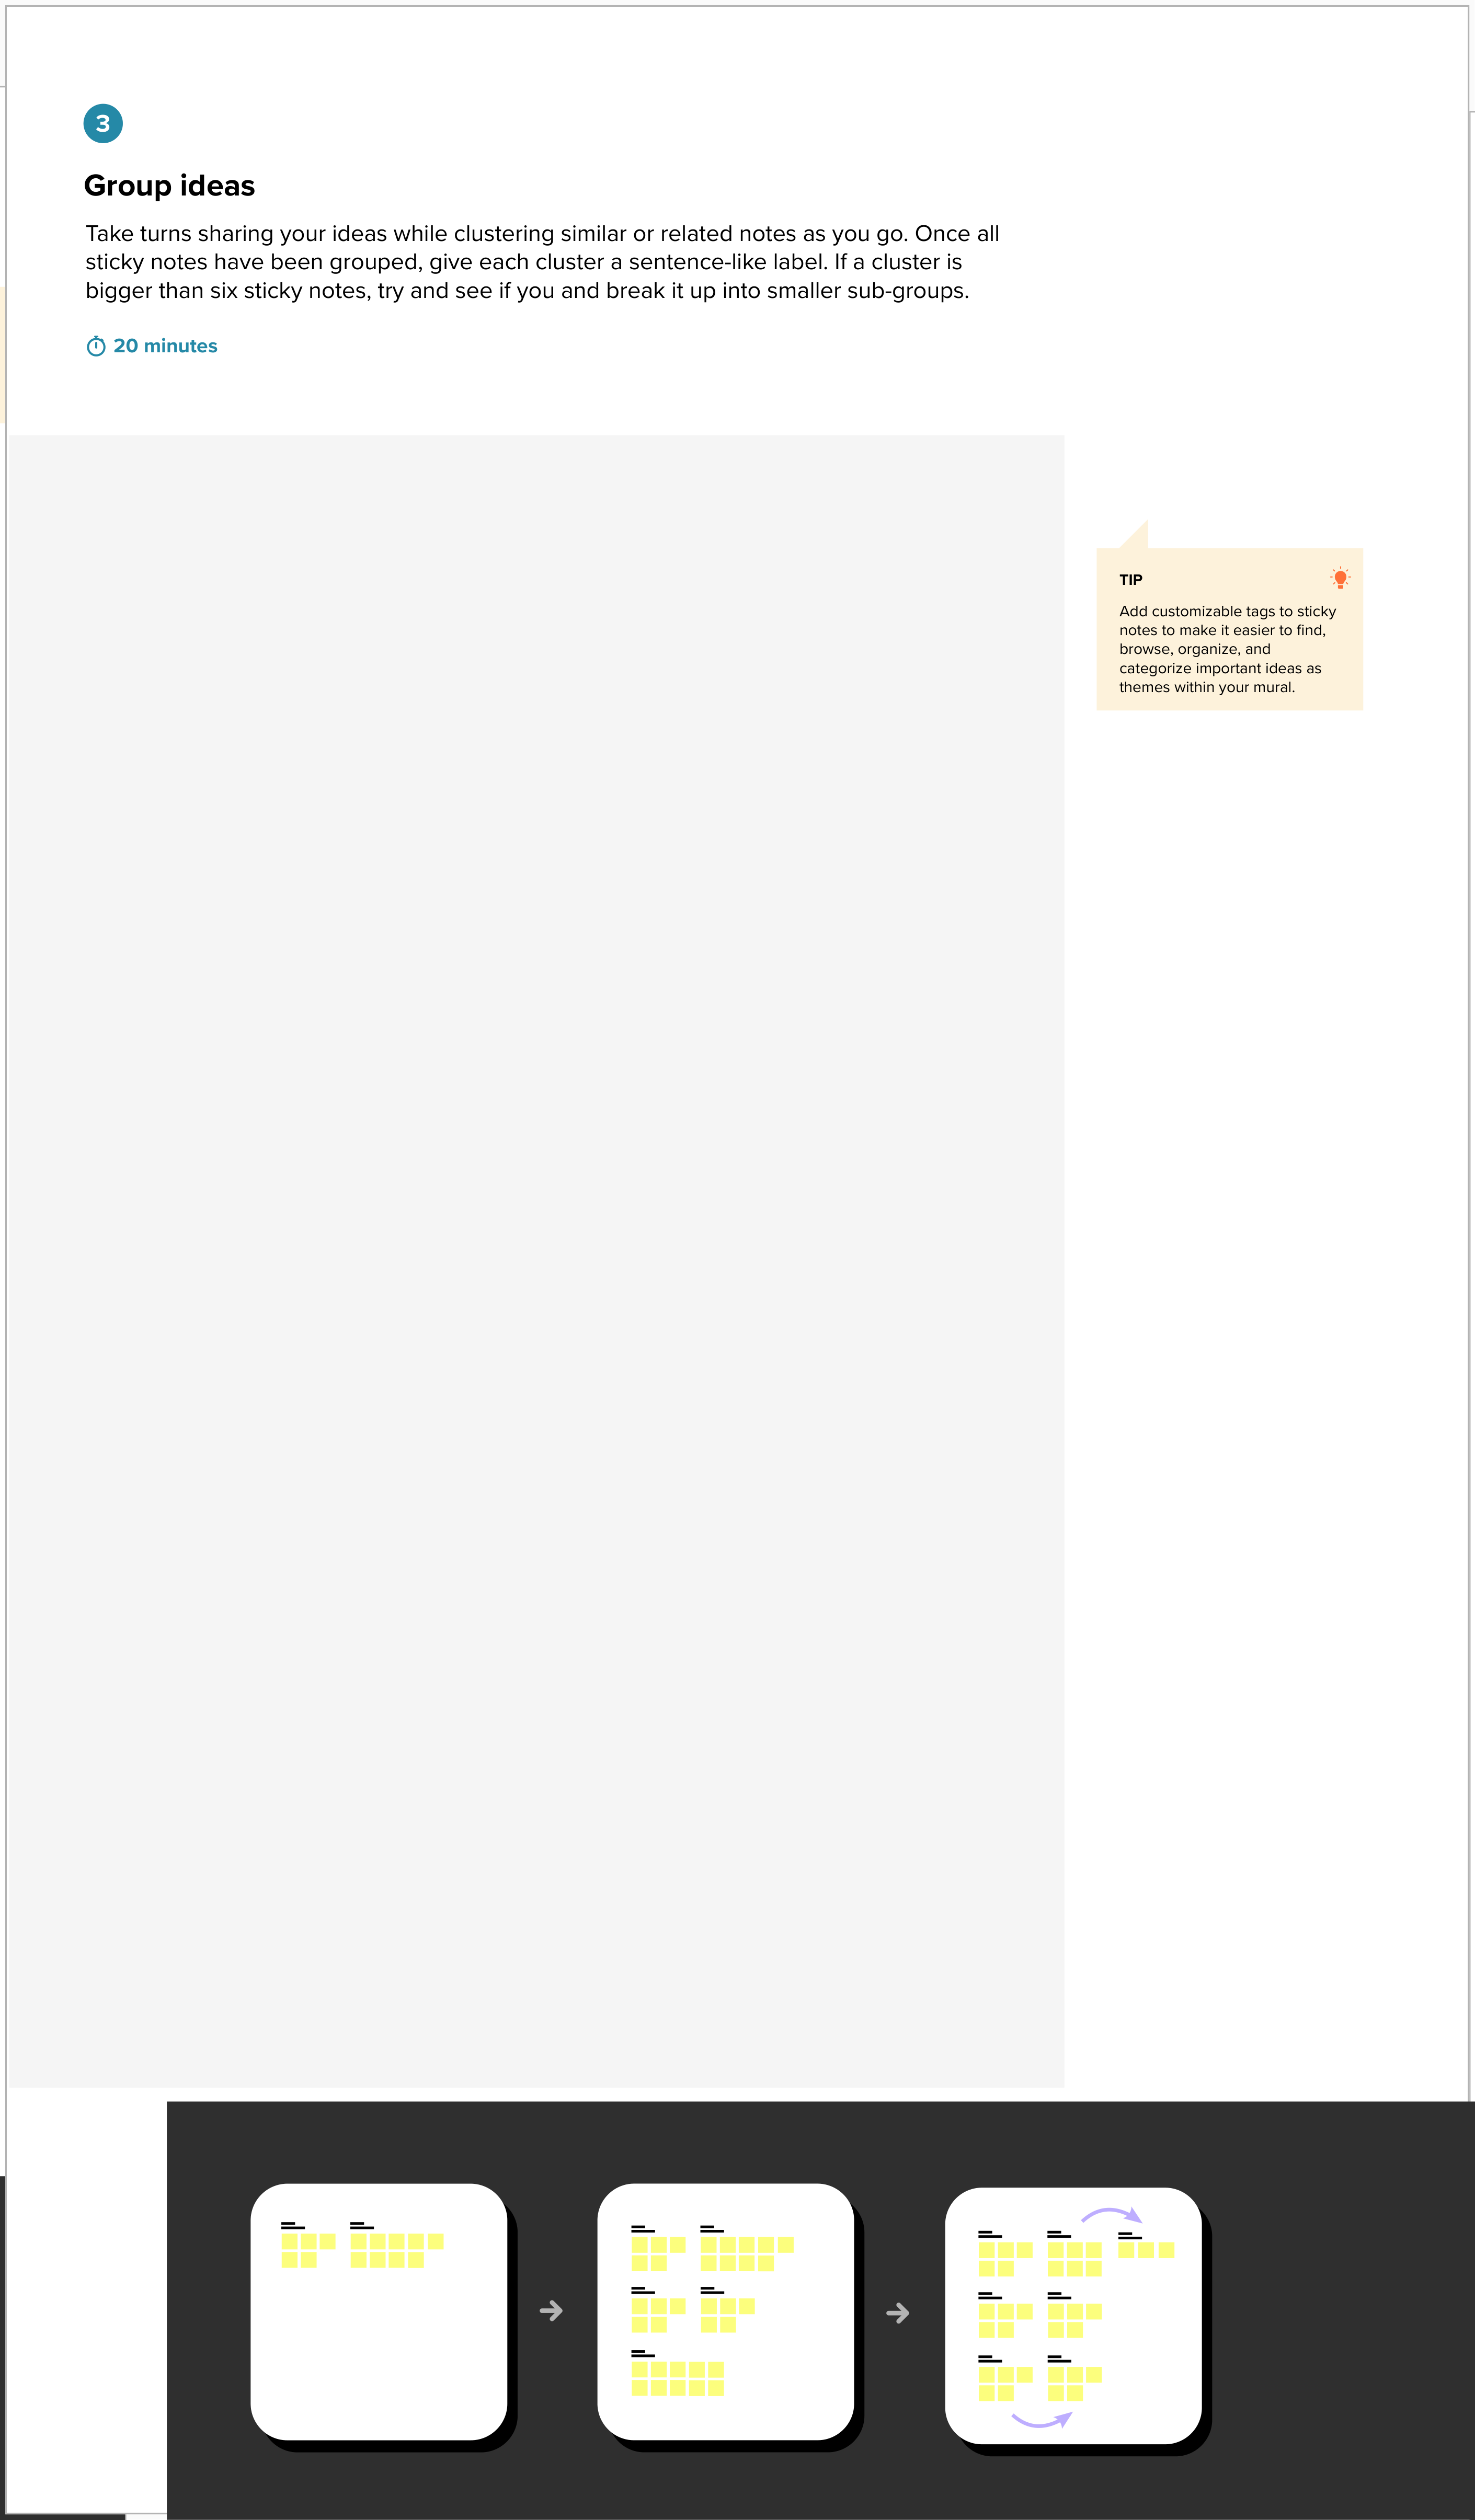 3
Group ideas
Take turns sharing your ideas while clustering similar or related notes as you go. Once all
sticky notes have been grouped, give each cluster a sentence-like label. If a cluster is
bigger than six sticky notes, try and see if you and break it up into smaller sub-groups.
20 minutes
TIP
Add customizable tags to sticky
notes to make it easier to find,
browse, organize, and
categorize important ideas as
themes within your mural.